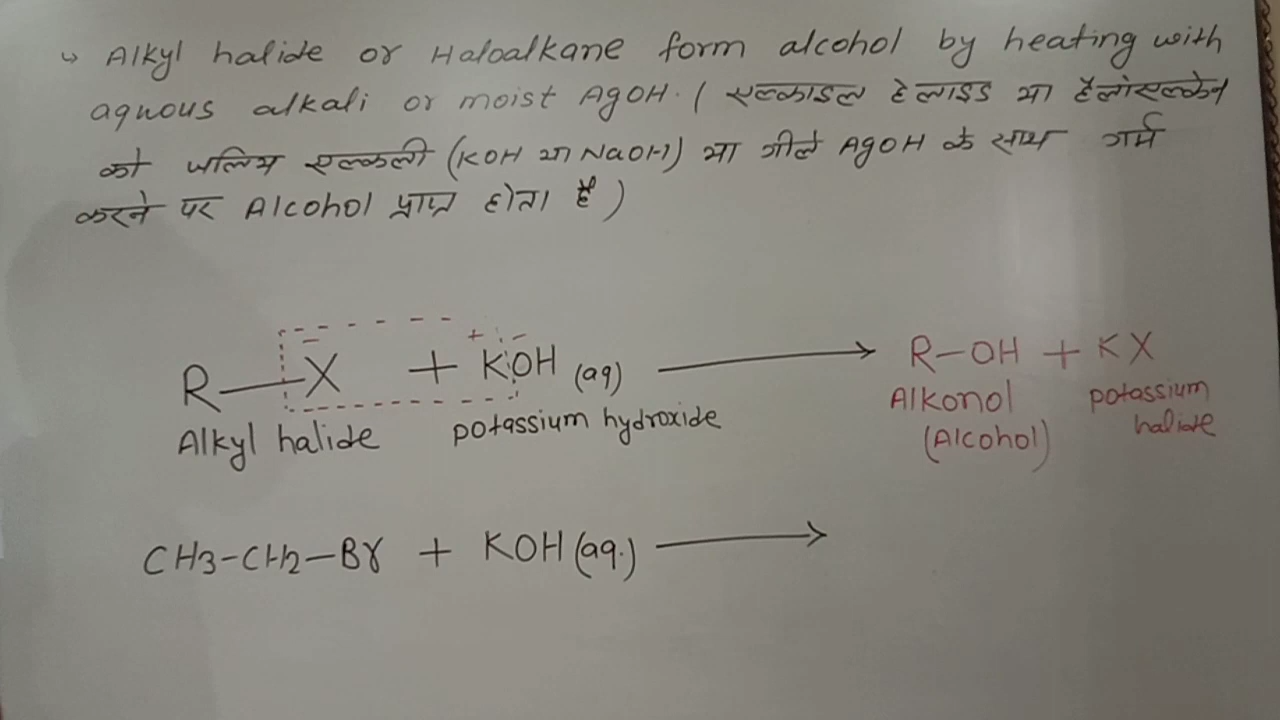 ↳ Alkyl halide or Haloalkane form alcohol by heating with
aquous alkali or moist AgOH. ( एल्काइल हेलाइड या हैलोएल्केन
को जलिय एल्कली (KOH या NaOH) या गीले AgOH के साथ गर्म
करने पर Alcohol प्राप्त होता है )
R—X + KOH (aq) ⟶ R-OH + KX
Alkyl halide potassium hydroxide Alkonol potassium
(Alcohol) halide
CH3-CH2-Br + KOH (aq.) ⟶